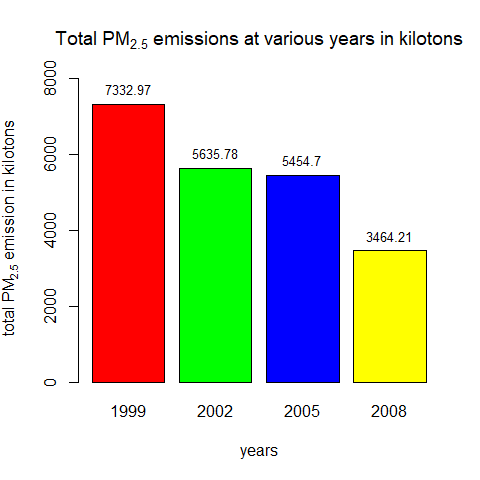 Total PM2.5 emissions at various years in kilotons
total PM2.5 emission in kilotons
8000
6000
4000
2000
0
7332.97
5635.78
5454.7
3464.21
1999 2002 2005 2008
years